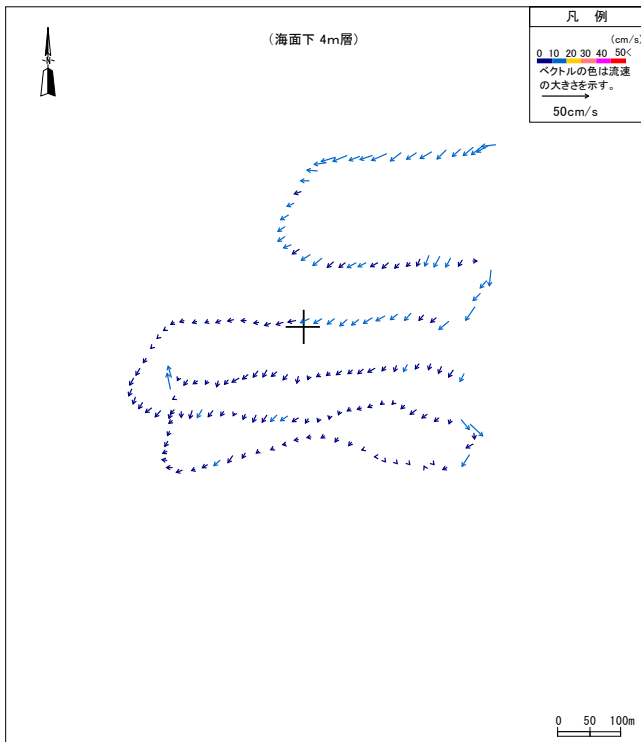 (海面下 4m層)
凡 例
(cm/s)
0 10 20 30 40 50<
ベクトルの色は流速
の大きさを示す。
50cm/s
N
0 50 100m